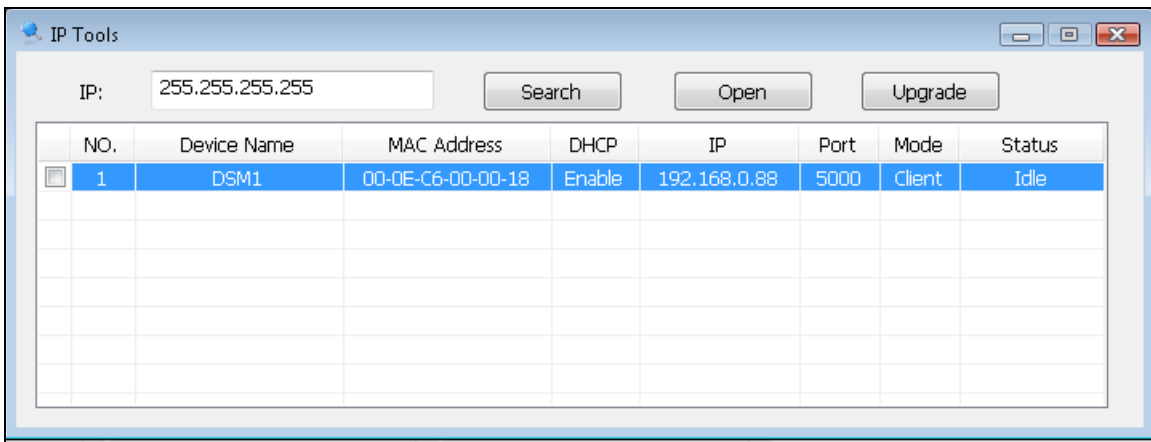 IP Tools
IP: 255.255.255.255 Search Open Upgrade
NO. Device Name MAC Address DHCP IP Port Mode Status
1 DSM1 00-0E-C6-00-00-18 Enable 192.168.0.88 5000 Client Idle